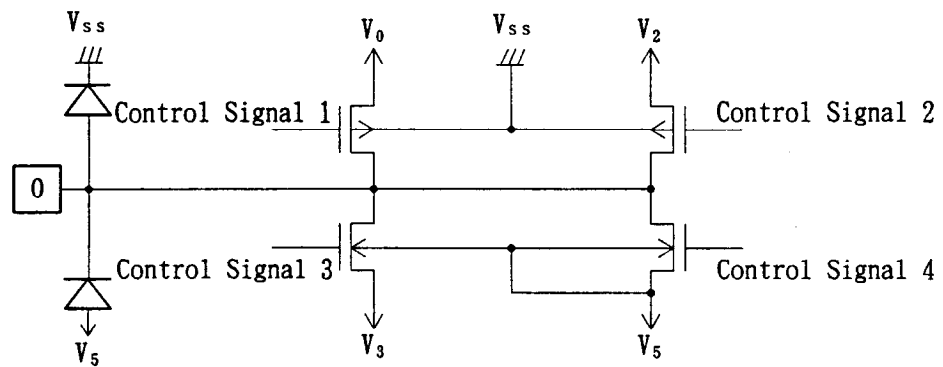 Vss V0 Vss V2
Control Signal 1 Control Signal 2
O
Control Signal 3 Control Signal 4
V5 V3 V5